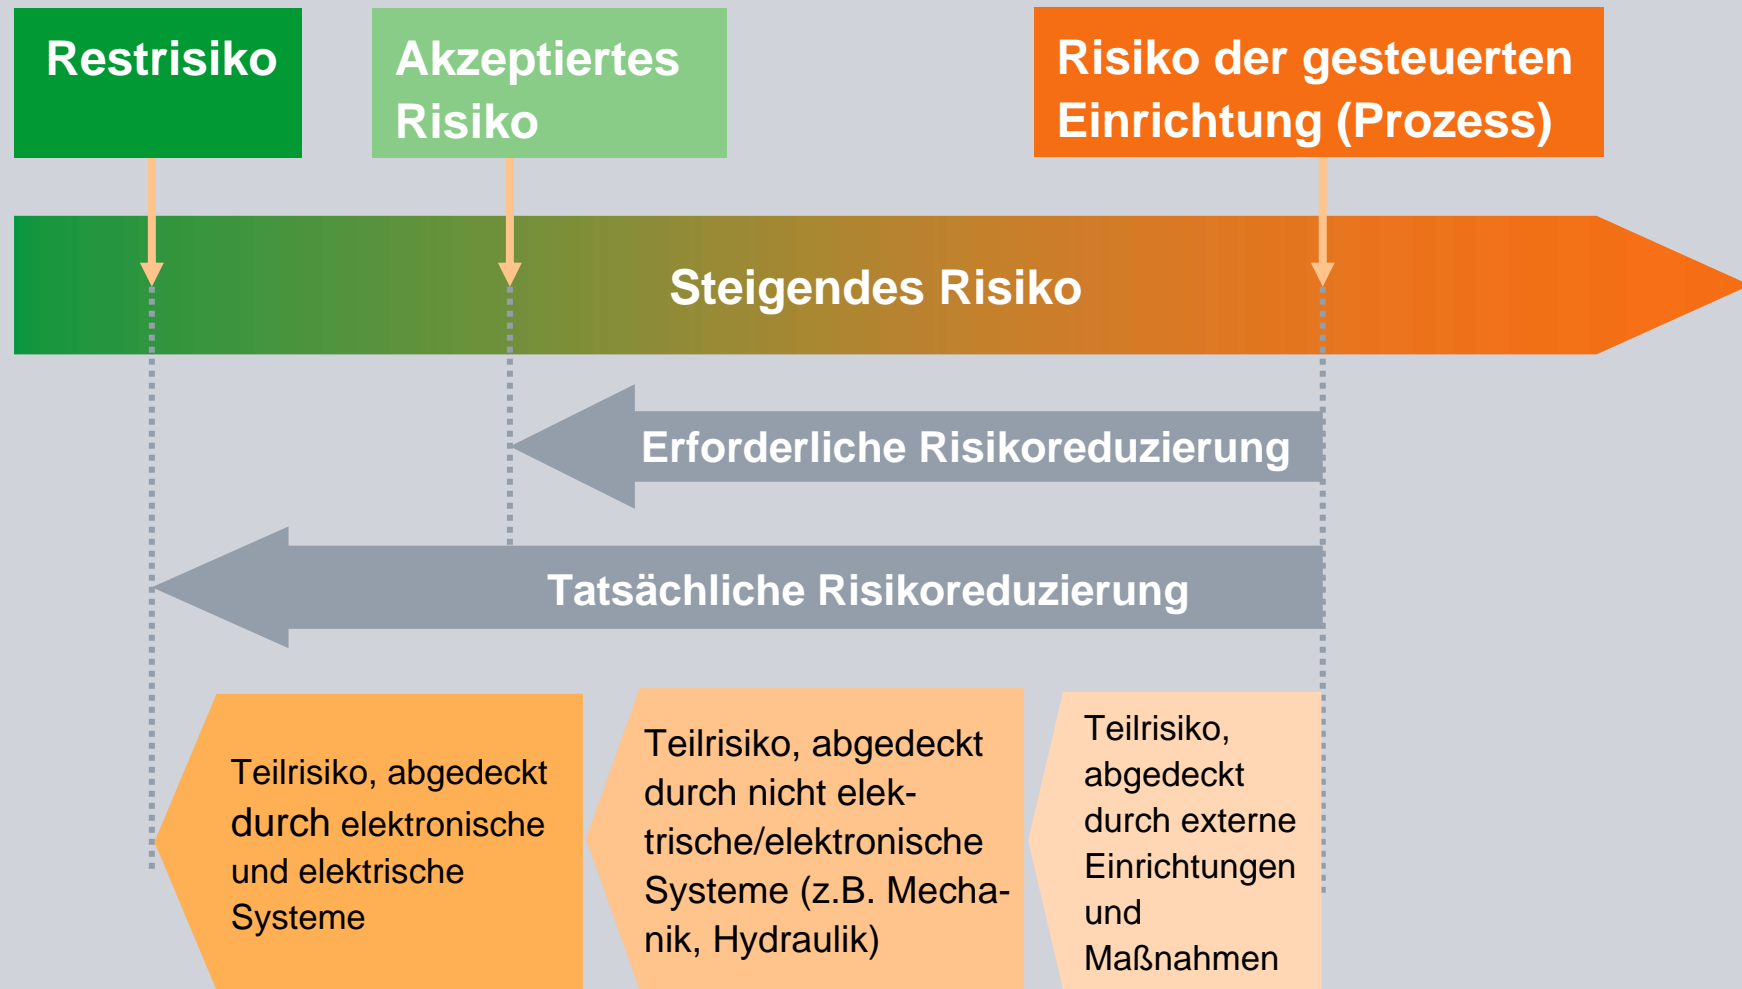 Restrisiko
Akzeptiertes
Risiko
Risiko der gesteuerten
Einrichtung (Prozess)
Steigendes Risiko
Erforderliche Risikoreduzierung
Tatsächliche Risikoreduzierung
Teilrisiko, abgedeckt
durch elektronische
und elektrische
Systeme
Teilrisiko, abgedeckt
durch nicht elek-
trische/elektronische
Systeme (z.B. Mecha-
nik, Hydraulik)
Teilrisiko,
abgedeckt
durch externe
Einrichtungen
und
Maßnahmen